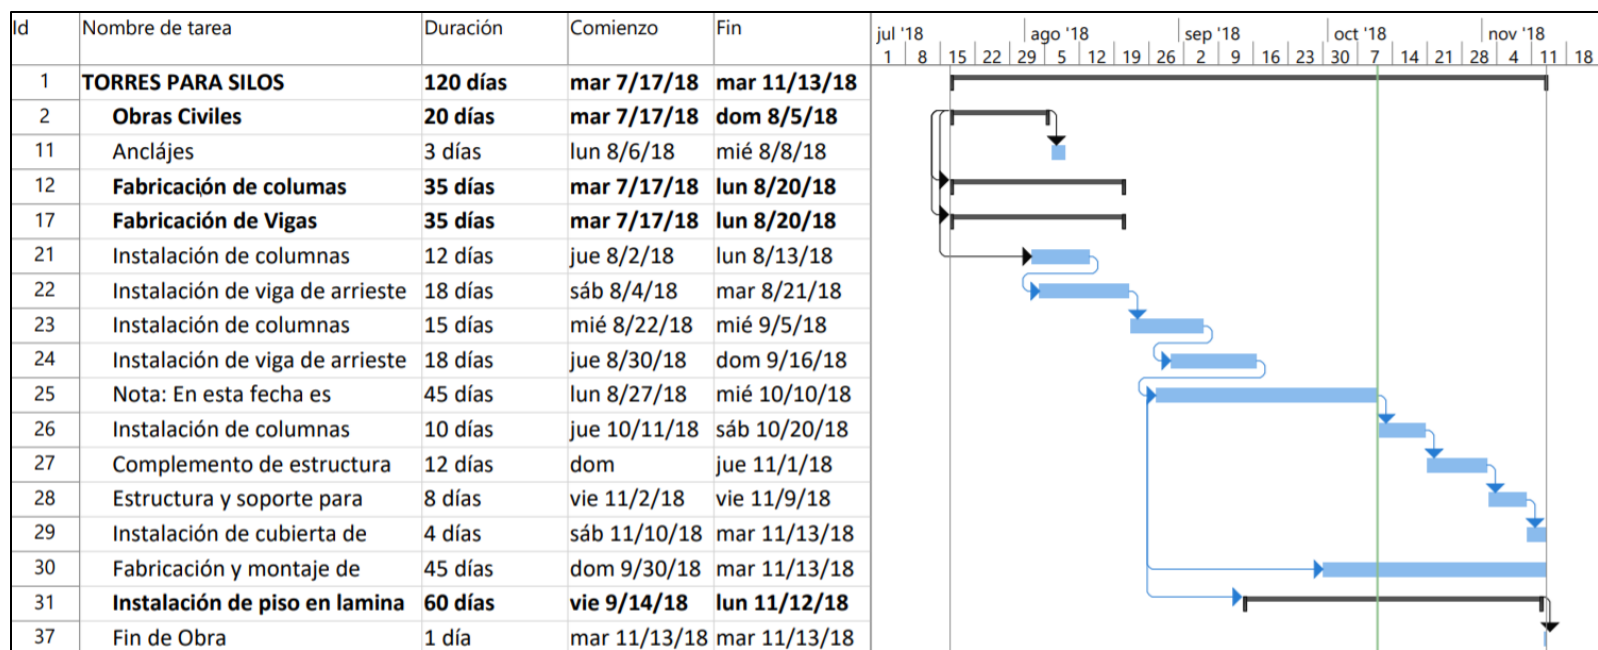 Id Nombre de tarea Duración Comienzo Fin
jul '18 ago '18 sep '18 oct '18 nov '18
1 8 15 22 29 5 12 19 26 2 9 16 23 30 7 14 21 28 4 11 18
1 TORRES PARA SILOS 120 días mar 7/17/18 mar 11/13/18
2 Obras Civiles 20 días mar 7/17/18 dom 8/5/18
11 Anclájes 3 días lun 8/6/18 mié 8/8/18
12 Fabricación de columas 35 días mar 7/17/18 lun 8/20/18
17 Fabricación de Vigas 35 días mar 7/17/18 lun 8/20/18
21 Instalación de columnas 12 días jue 8/2/18 lun 8/13/18
22 Instalación de viga de arrieste 18 días sáb 8/4/18 mar 8/21/18
23 Instalación de columnas 15 días mié 8/22/18 mié 9/5/18
24 Instalación de viga de arrieste 18 días jue 8/30/18 dom 9/16/18
25 Nota: En esta fecha es 45 días lun 8/27/18 mié 10/10/18
26 Instalación de columnas 10 días jue 10/11/18 sáb 10/20/18
27 Complemento de estructura 12 días dom jue 11/1/18
28 Estructura y soporte para 8 días vie 11/2/18 vie 11/9/18
29 Instalación de cubierta de 4 días sáb 11/10/18 mar 11/13/18
30 Fabricación y montaje de 45 días dom 9/30/18 mar 11/13/18
31 Instalación de piso en lamina 60 días vie 9/14/18 lun 11/12/18
37 Fin de Obra 1 día mar 11/13/18 mar 11/13/18